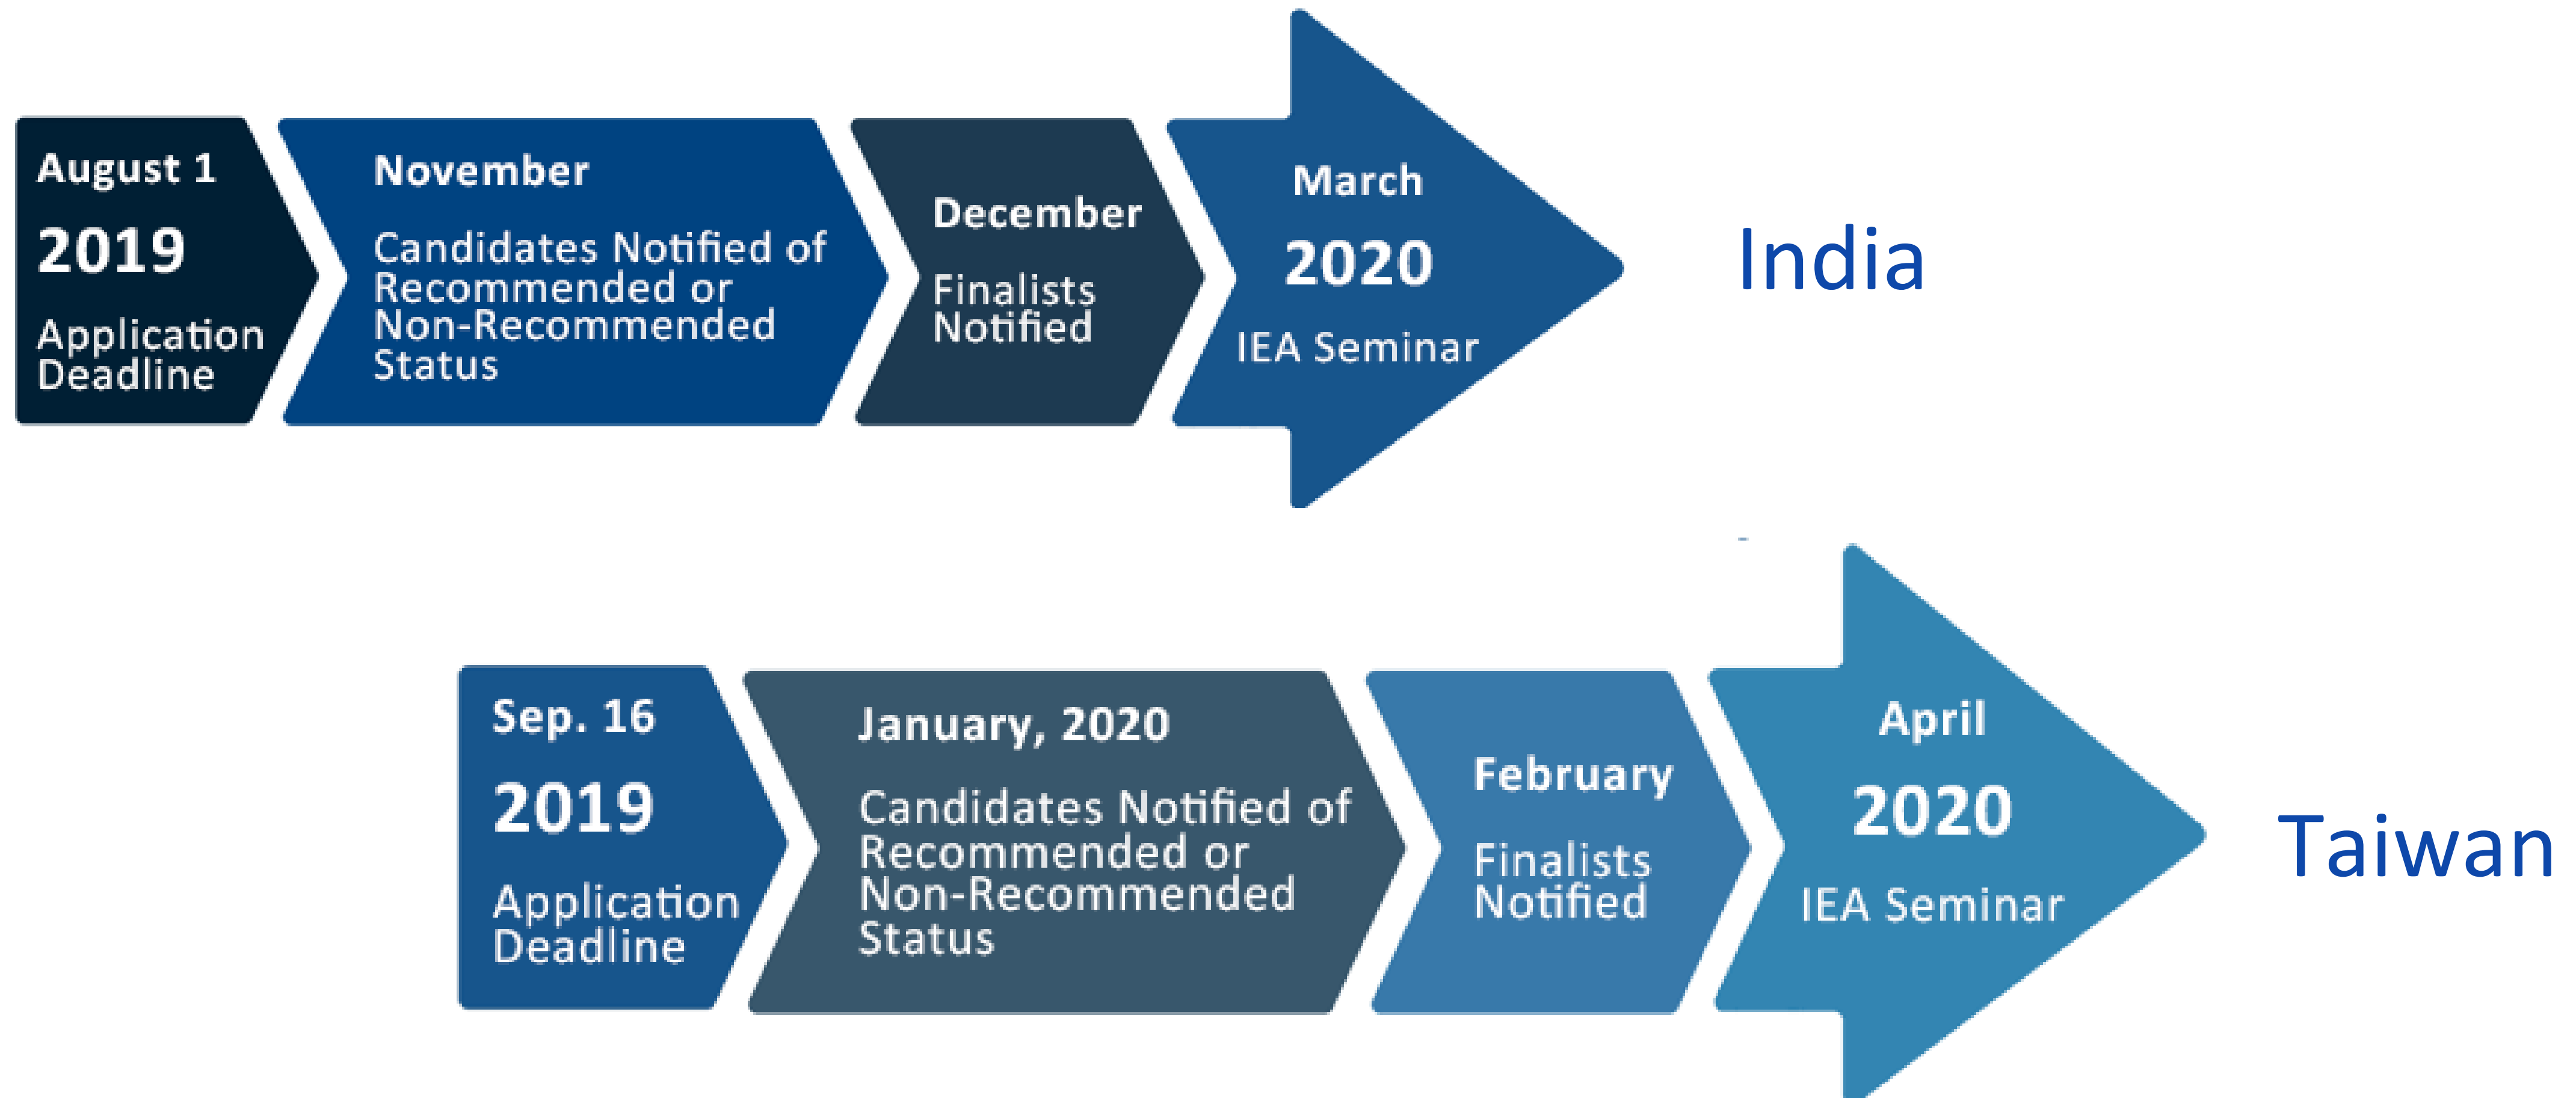 August 1
2019
Application
Deadline
November
Candidates Notified of
Recommended or
Non-Recommended
Status
December
Finalists
Notified
March
2020
IEA Seminar
India
Sep. 16
2019
Application
Deadline
January, 2020
Candidates Notified of
Recommended or
Non-Recommended
Status
February
Finalists
Notified
April
2020
IEA Seminar
Taiwan